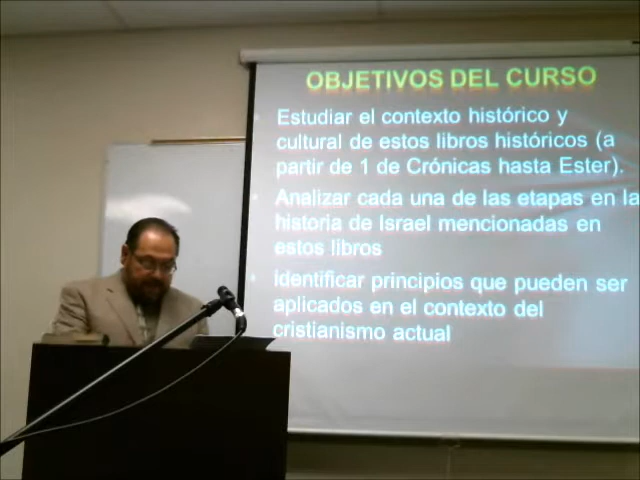 OBJETIVOS DEL CURSO
Estudiar el contexto histórico y
cultural de estos libros históricos (a
partir de 1 de Crónicas hasta Ester).
Analizar cada una de las etapas en la
historia de Israel mencionadas en
estos libros
Identificar principios que pueden ser
aplicados en el contexto del
cristianismo actual